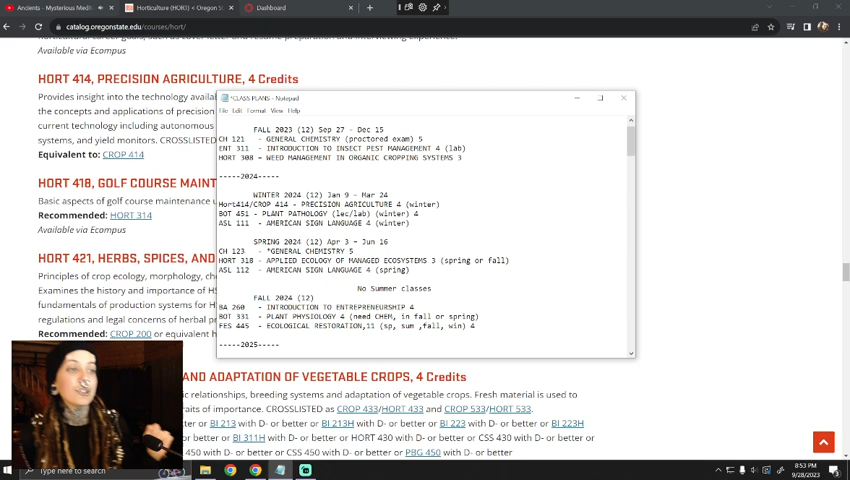 Ancients - Mysterious Medit
Horticulture (HORT) < Oregon S
Dashboard
catalog.oregonstate.edu/courses/hort/
Available via Ecampus
HORT 414, PRECISION AGRICULTURE, 4 Credits
Provides insight into the technology availa
the concepts and applications of precision
current technology including autonomous
systems, and yield monitors. CROSSLISTED
Equivalent to: CROP 414
HORT 418, GOLF COURSE MAINT
Basic aspects of golf course maintenance u
Recommended: HORT 314
Available via Ecampus
HORT 421, HERBS, SPICES, AND
Principles of crop ecology, morphology, ch
Examines the history and importance of HS
fundamentals of production systems for H
regulations and legal concerns of herbal pr
Recommended: CROP 200 or equivalent h
*CLASS PLANS - Notepad
File Edit Format View Help
FALL 2023 (12) Sep 27 - Dec 15
CH 121 - GENERAL CHEMISTRY (proctored exam) 5
ENT 311 - INTRODUCTION TO INSECT PEST MANAGEMENT 4 (lab)
HORT 308 - WEED MANAGEMENT IN ORGANIC CROPPING SYSTEMS 3
-----2024-----
WINTER 2024 (12) Jan 9 - Mar 24
Hort414/CROP 414 - PRECISION AGRICULTURE 4 (winter)
BOT 451 - PLANT PATHOLOGY (lec/lab) (winter) 4
ASL 111 - AMERICAN SIGN LANGUAGE 4 (winter)
SPRING 2024 (12) Apr 3 - Jun 16
CH 123 - *GENERAL CHEMISTRY 5
HORT 318 - APPLIED ECOLOGY OF MANAGED ECOSYSTEMS 3 (spring or fall)
ASL 112 - AMERICAN SIGN LANGUAGE 4 (spring)
No Summer classes
FALL 2024 (12)
BA 260 - INTRODUCTION TO ENTREPRENEURSHIP 4
BOT 331 - PLANT PHYSIOLOGY 4 (need CHEM, in fall or spring)
FES 445 - ECOLOGICAL RESTORATION,11 (sp, sum ,fall, win) 4
-----2025-----
AND ADAPTATION OF VEGETABLE CROPS, 4 Credits
ic relationships, breeding systems and adaptation of vegetable crops. Fresh material is used to
raits of importance. CROSSLISTED as CROP 433/HORT 433 and CROP 533/HORT 533.
tter or BI 213 with D- or better or BI 213H with D- or better or BI 223 with D- or better or BI 223H
or better or BI 311H with D- or better or HORT 430 with D- or better or CSS 430 with D- or better or
450 with D- or better or CSS 450 with D- or better or PBG 450 with D- or better
Type here to search
8:53 PM
9/28/2023